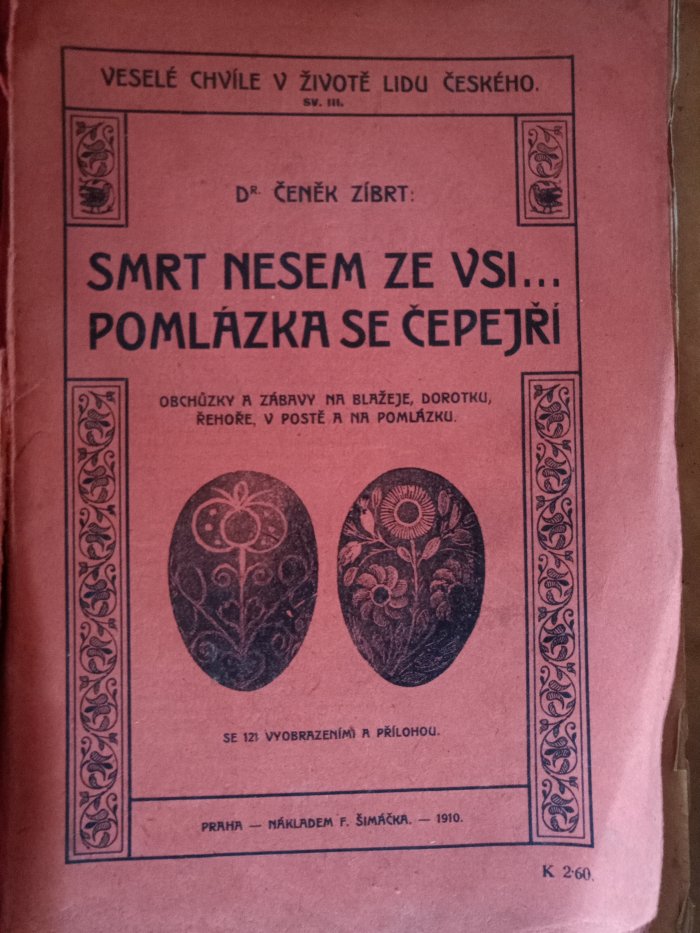 VESELÉ CHVÍLE V ŽIVOTĚ LIDU ČESKÉHO.
SV. III.
DR. ČENĚK ZÍBRT:
SMRT NESEM ZE VSI...
POMLÁZKA SE ČEPEJŘÍ
OBCHŮZKY A ZÁBAVY NA BLAŽEJE, DOROTKU,
ŘEHOŘE, V POSTĚ A NA POMLÁZKU.
SE 121 VYOBRAZENÍMI A PŘÍLOHOU.
PRAHA — NÁKLADEM F. ŠIMÁČKA. — 1910.
K 2·60.